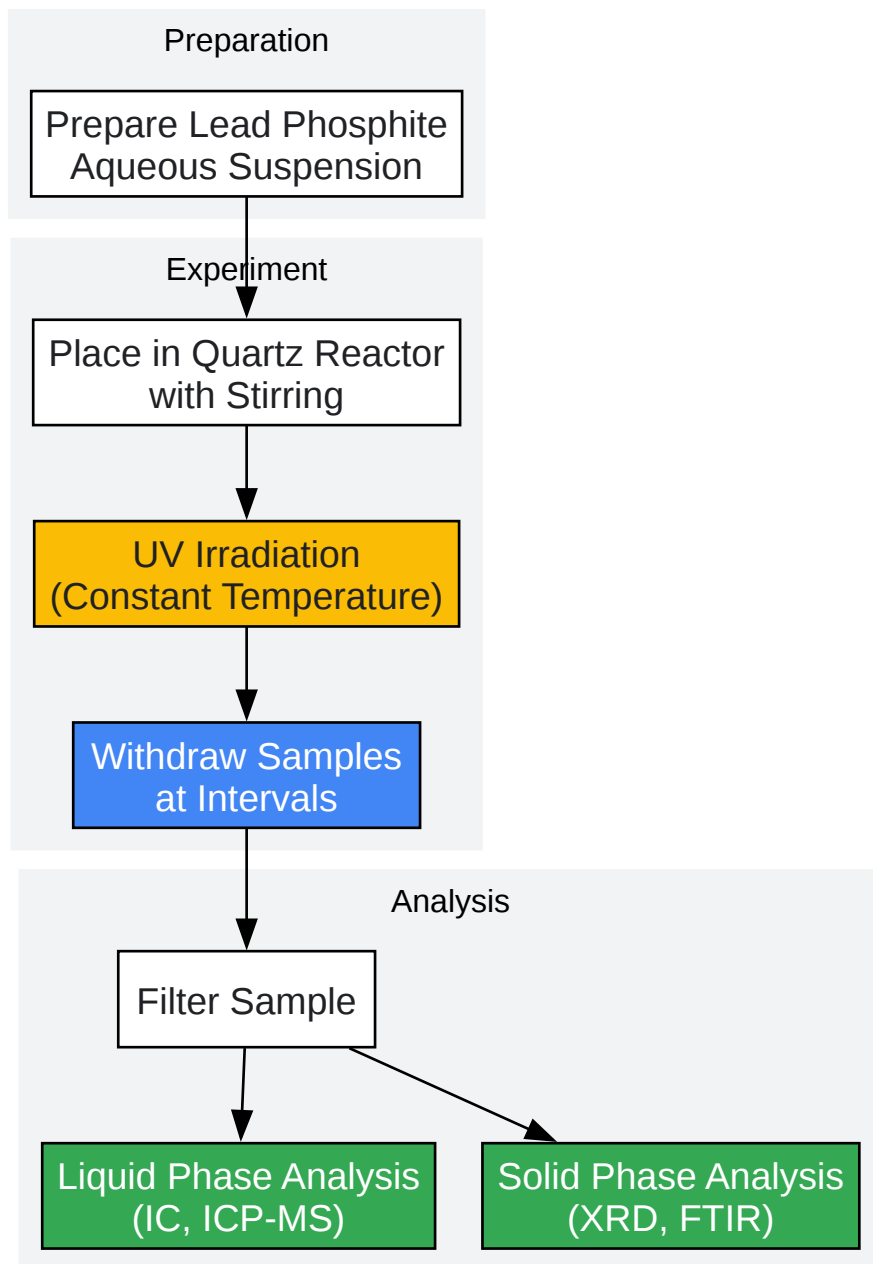 Preparation
Prepare Lead Phosphite
Aqueous Suspension
Experiment
Place in Quartz Reactor
with Stirring
UV Irradiation
(Constant Temperature)
Withdraw Samples
at Intervals
Analysis
Filter Sample
Liquid Phase Analysis
(IC, ICP-MS)
Solid Phase Analysis
(XRD, FTIR)